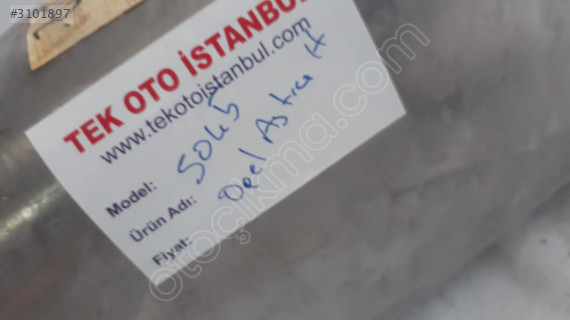 #3101897
TEK OTO İSTANBUL
www.tekotoistanbul.com
Model: 5045
Ürün Adı: Opel Astra H
Fiyat:
otoçıkma.com